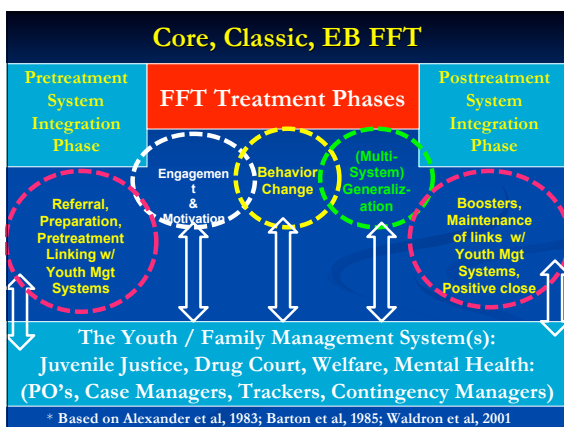 Core, Classic, EB FFT
Pretreatment
System
Integration
Phase
FFT Treatment Phases
Posttreatment
System
Integration
Phase
Engagemen
t
&
Motivation
Behavior
Change
(Multi-
System)
Generaliz-
ation
Referral,
Preparation,
Pretreatment
Linking w/
Youth Mgt
Systems
Boosters,
Maintenance
of links w/
Youth Mgt
Systems,
Positive close
The Youth / Family Management System(s):
Juvenile Justice, Drug Court, Welfare, Mental Health:
(PO's, Case Managers, Trackers, Contingency Managers)
* Based on Alexander et al, 1983; Barton et al, 1985; Waldron et al, 2001